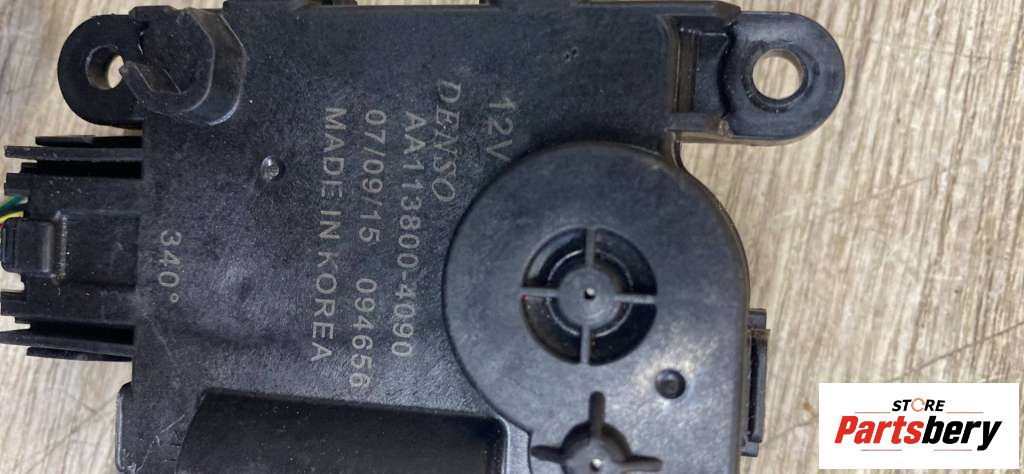 12V
DENSO
AA113800-4090
07/09/15 094656
MADE IN KOREA
340°
STORE
Partsbery